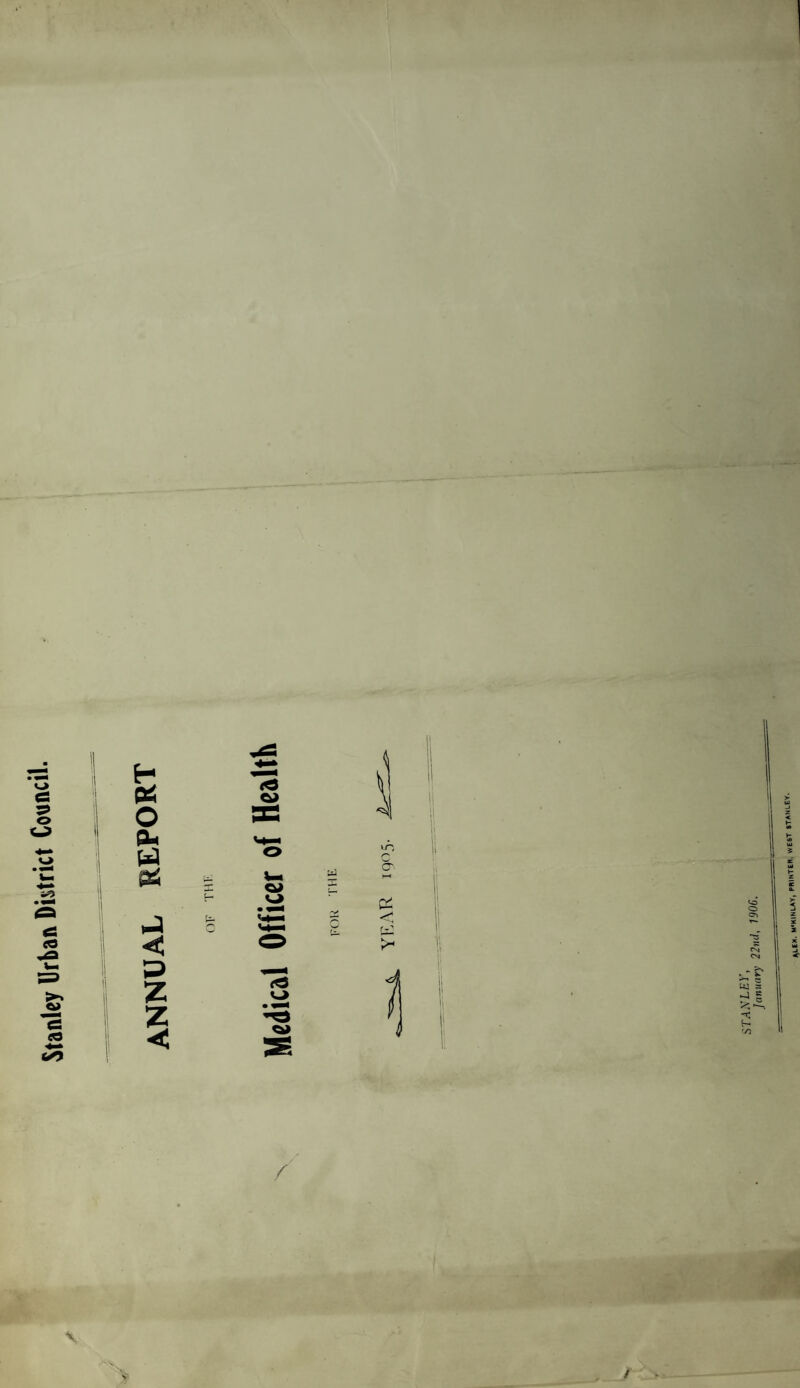 Stanley Urban District Council.
ANNUAL REPORT
OF THE
Medical Officer of Health
FOR THE
YEAR 1905.
STANLEY,
January 22nd, 1906.
ALEX. M'KINLAY, PRINTER, WEST STANLEY.